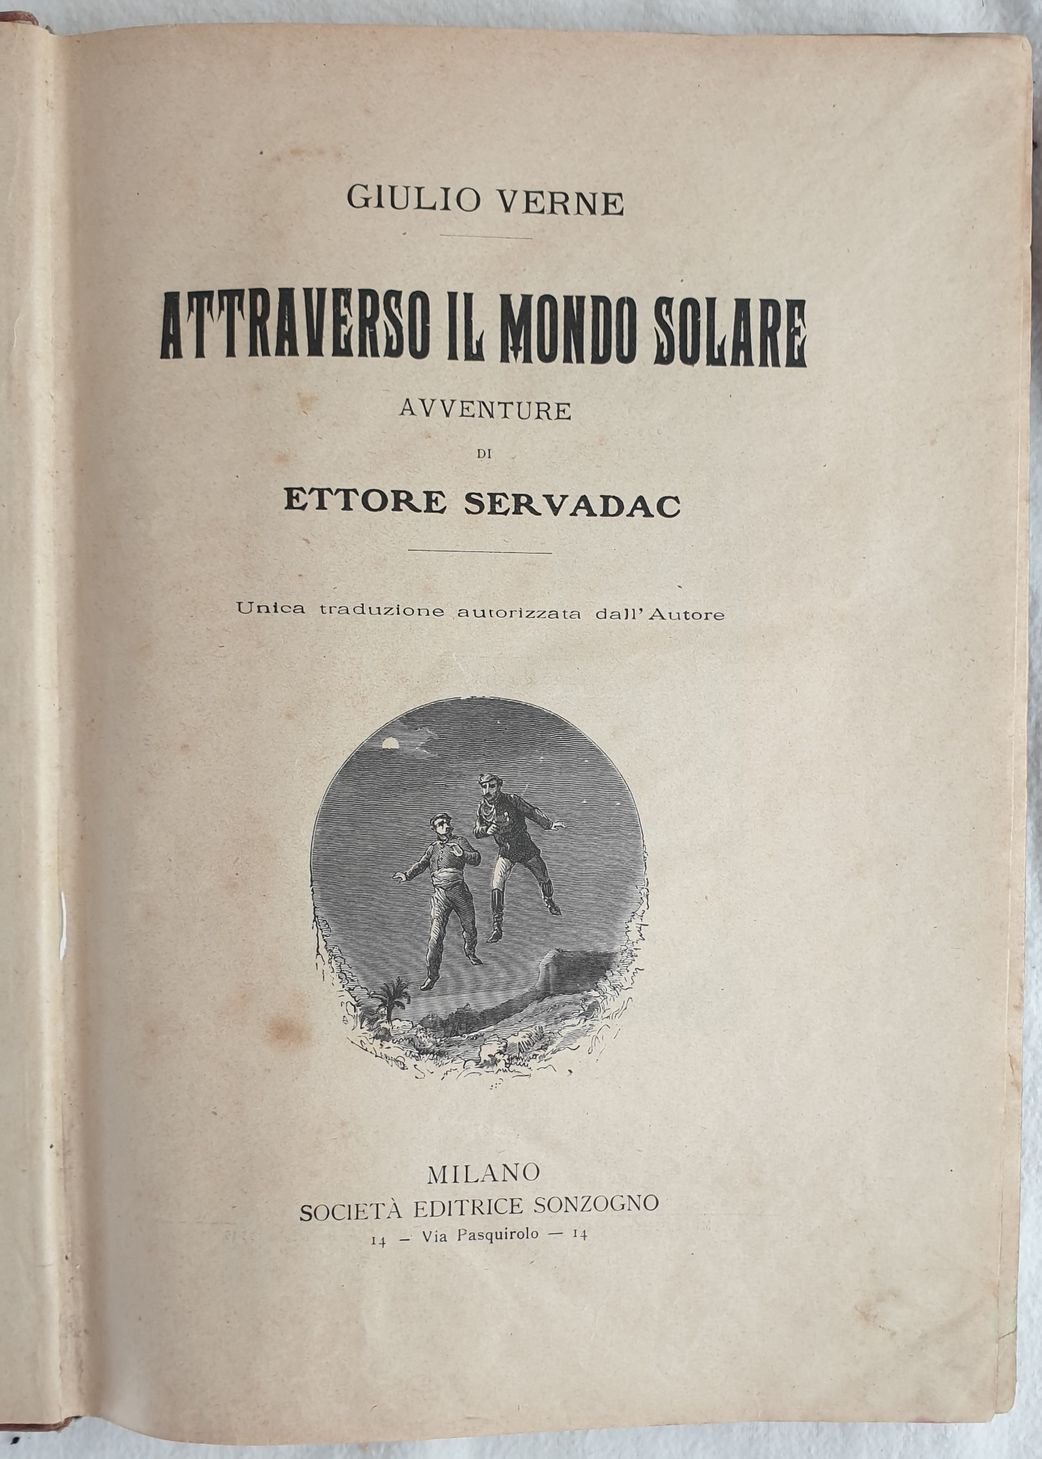 GIULIO VERNE
ATTRAVERSO IL MONDO SOLARE
AVVENTURE
DI
ETTORE SERVADAC
Unica traduzione autorizzata dall' Autore
MILANO
SOCIETÀ EDITRICE SONZOGNO
14 — Via Pasquirolo — 14